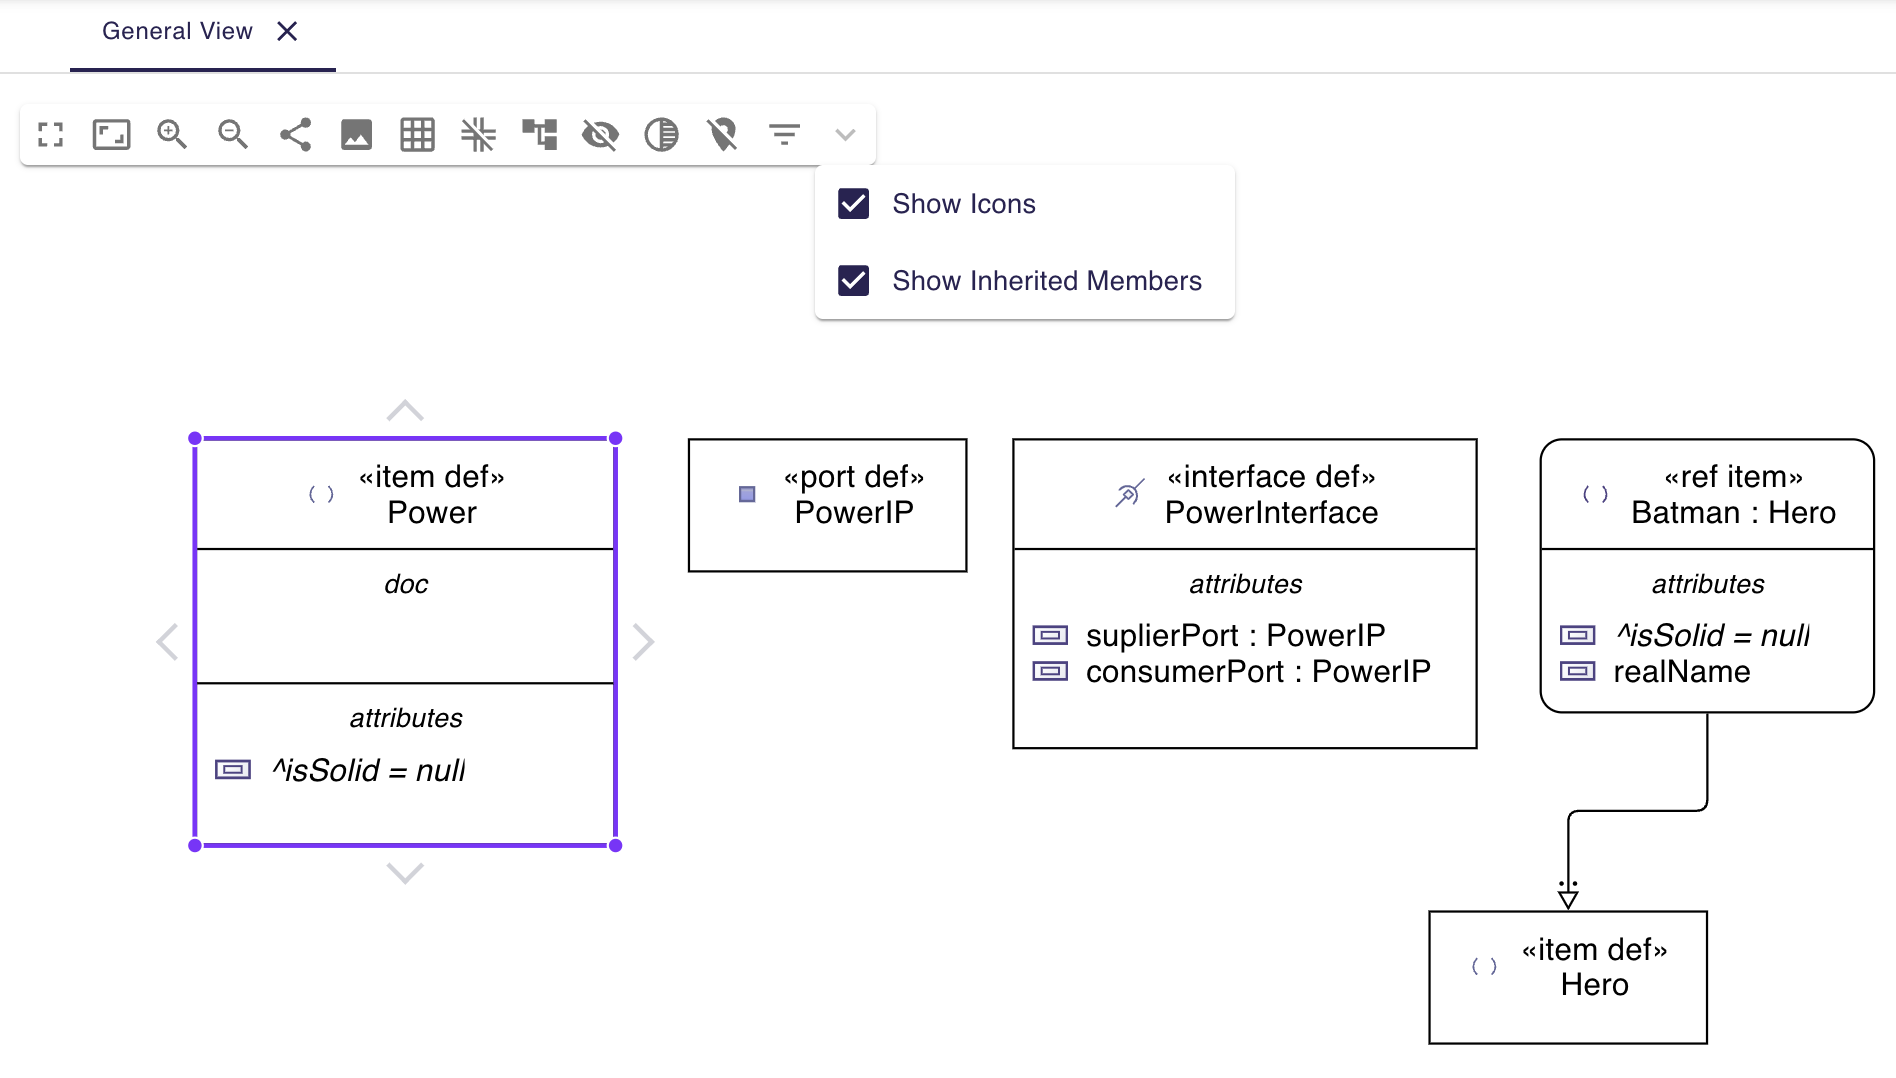 General View
Show Icons
Show Inherited Members
«item def»
Power
doc
attributes
^isSolid = null
«port def»
PowerIP
«interface def»
PowerInterface
attributes
suplierPort : PowerIP
consumerPort : PowerIP
«ref item»
Batman : Hero
attributes
^isSolid = null
realName
«item def»
Hero